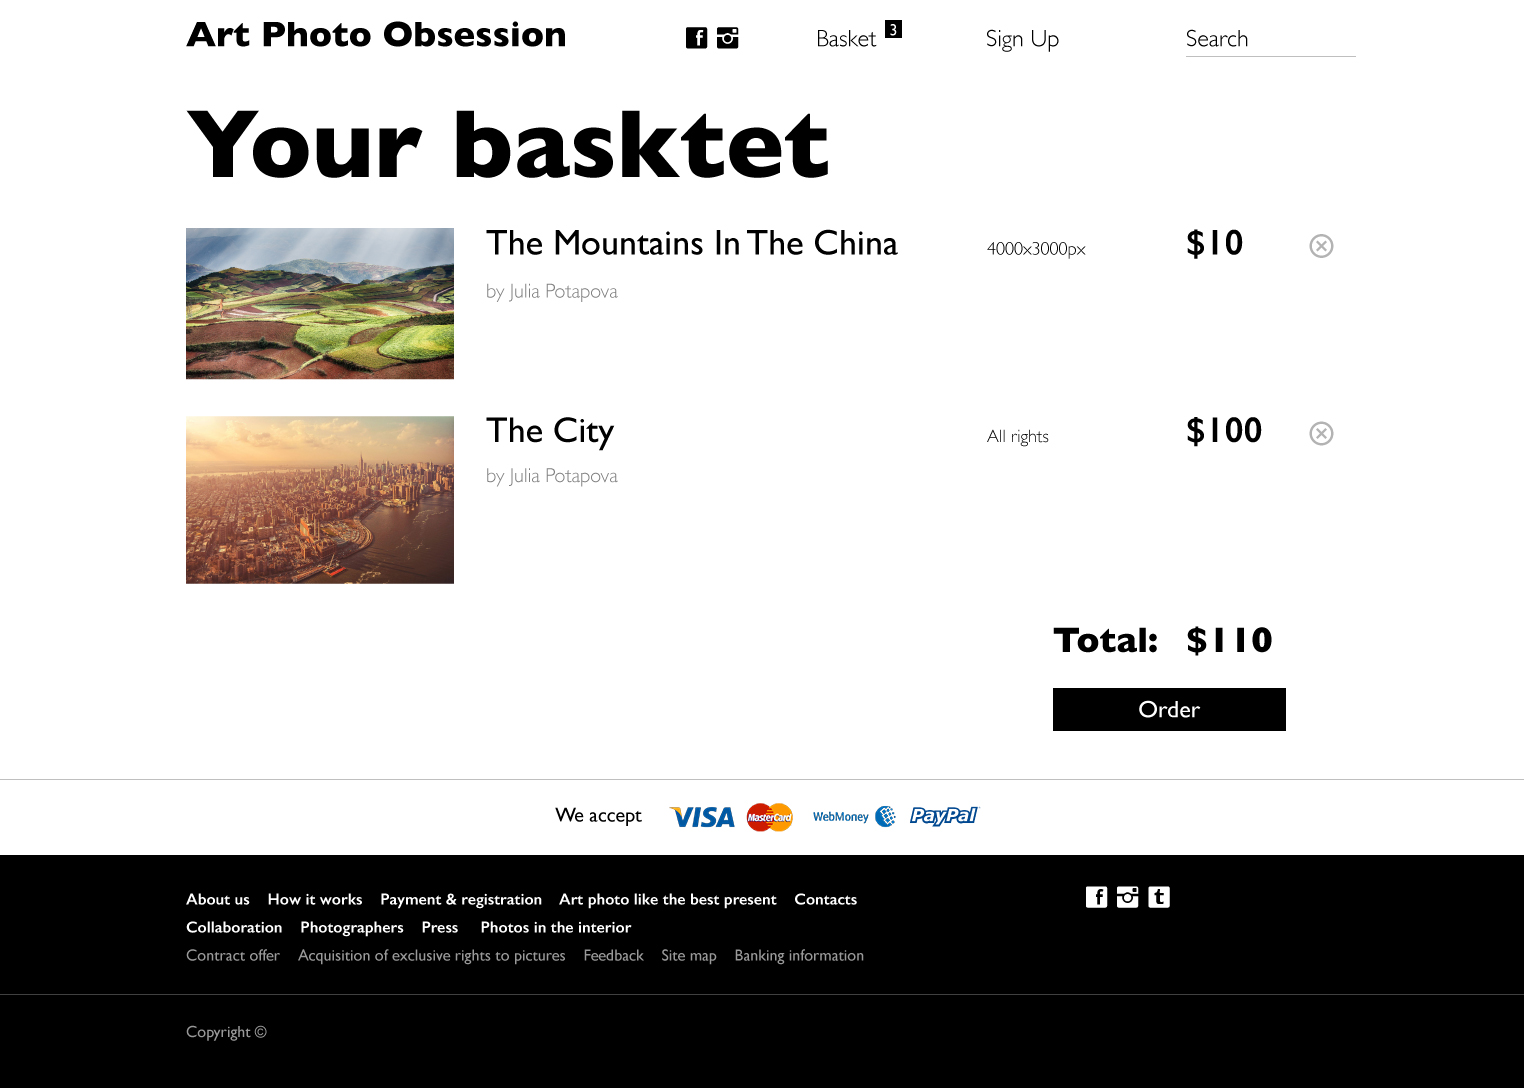 Art Photo Obsession
Basket 3
Sign Up
Search
Your basktet
The Mountains In The China
4000x3000px
$10
by Julia Potapova
The City
All rights
$100
by Julia Potapova
Total: $110
Order
We accept VISA MasterCard WebMoney PayPal
About us How it works Payment & registration Art photo like the best present Contacts
Collaboration Photographers Press Photos in the interior
Contract offer Acquisition of exclusive rights to pictures Feedback Site map Banking information
Copyright ©